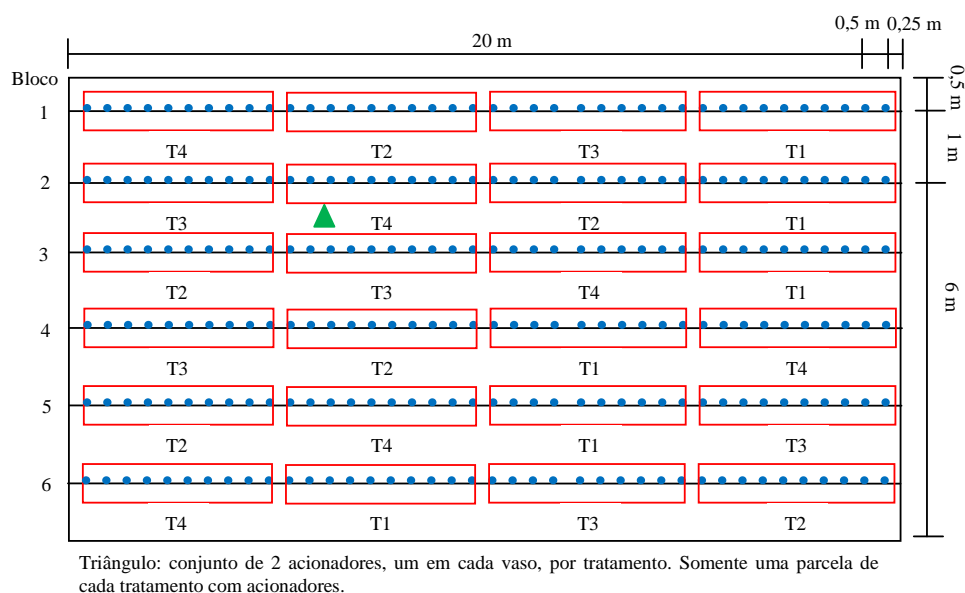 0,5 m 0,25 m
20 m
Bloco
0,5 m
1
1 m
T4 T2 T3 T1
2
T3 T4 T2 T1
3
6 m
T2 T3 T4 T1
4
T3 T2 T1 T4
5
T2 T4 T1 T3
6
T4 T1 T3 T2
Triângulo: conjunto de 2 acionadores, um em cada vaso, por tratamento. Somente uma parcela de
cada tratamento com acionadores.